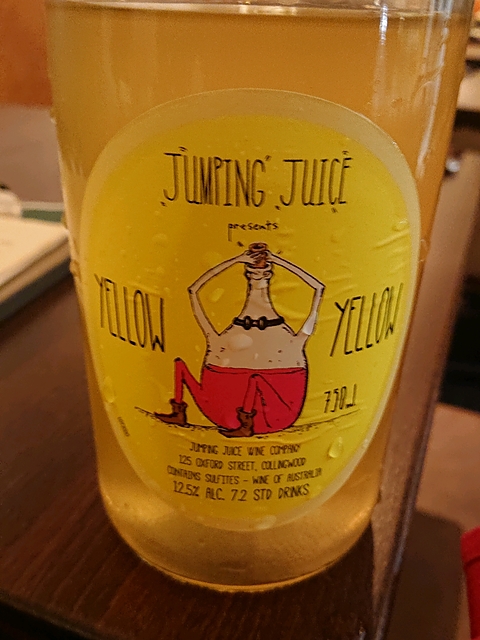 JUMPING JUICE
presents
YELLOW YELLOW
750ML
JUMPING JUICE WINE COMPANY
125 OXFORD STREET, COLLINGWOOD
CONTAINS SULFITES - WINE OF AUSTRALIA
12.5% ALC. 7.2 STD DRINKS